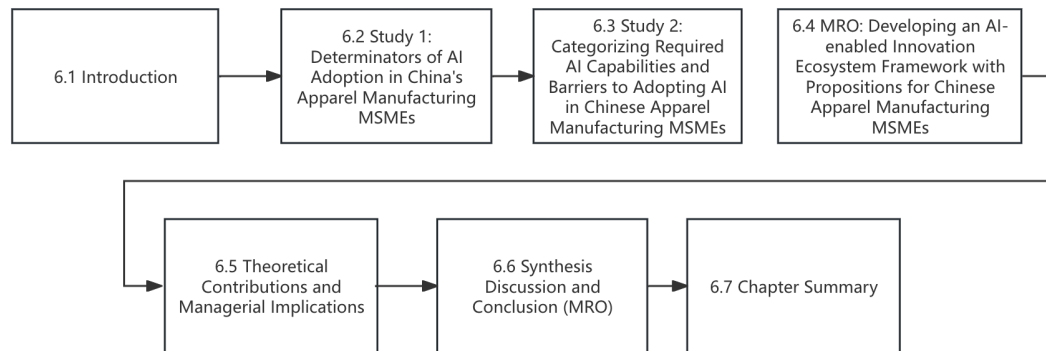 6.1 Introduction
6.2 Study 1:
Determinators of AI
Adoption in China's
Apparel Manufacturing
MSMEs
6.3 Study 2:
Categorizing Required
AI Capabilities and
Barriers to Adopting AI
in Chinese Apparel
Manufacturing MSMEs
6.4 MRO: Developing an AI-
enabled Innovation
Ecosystem Framework with
Propositions for Chinese
Apparel Manufacturing
MSMEs
6.5 Theoretical
Contributions and
Managerial Implications
6.6 Synthesis
Discussion and
Conclusion (MRO)
6.7 Chapter Summary